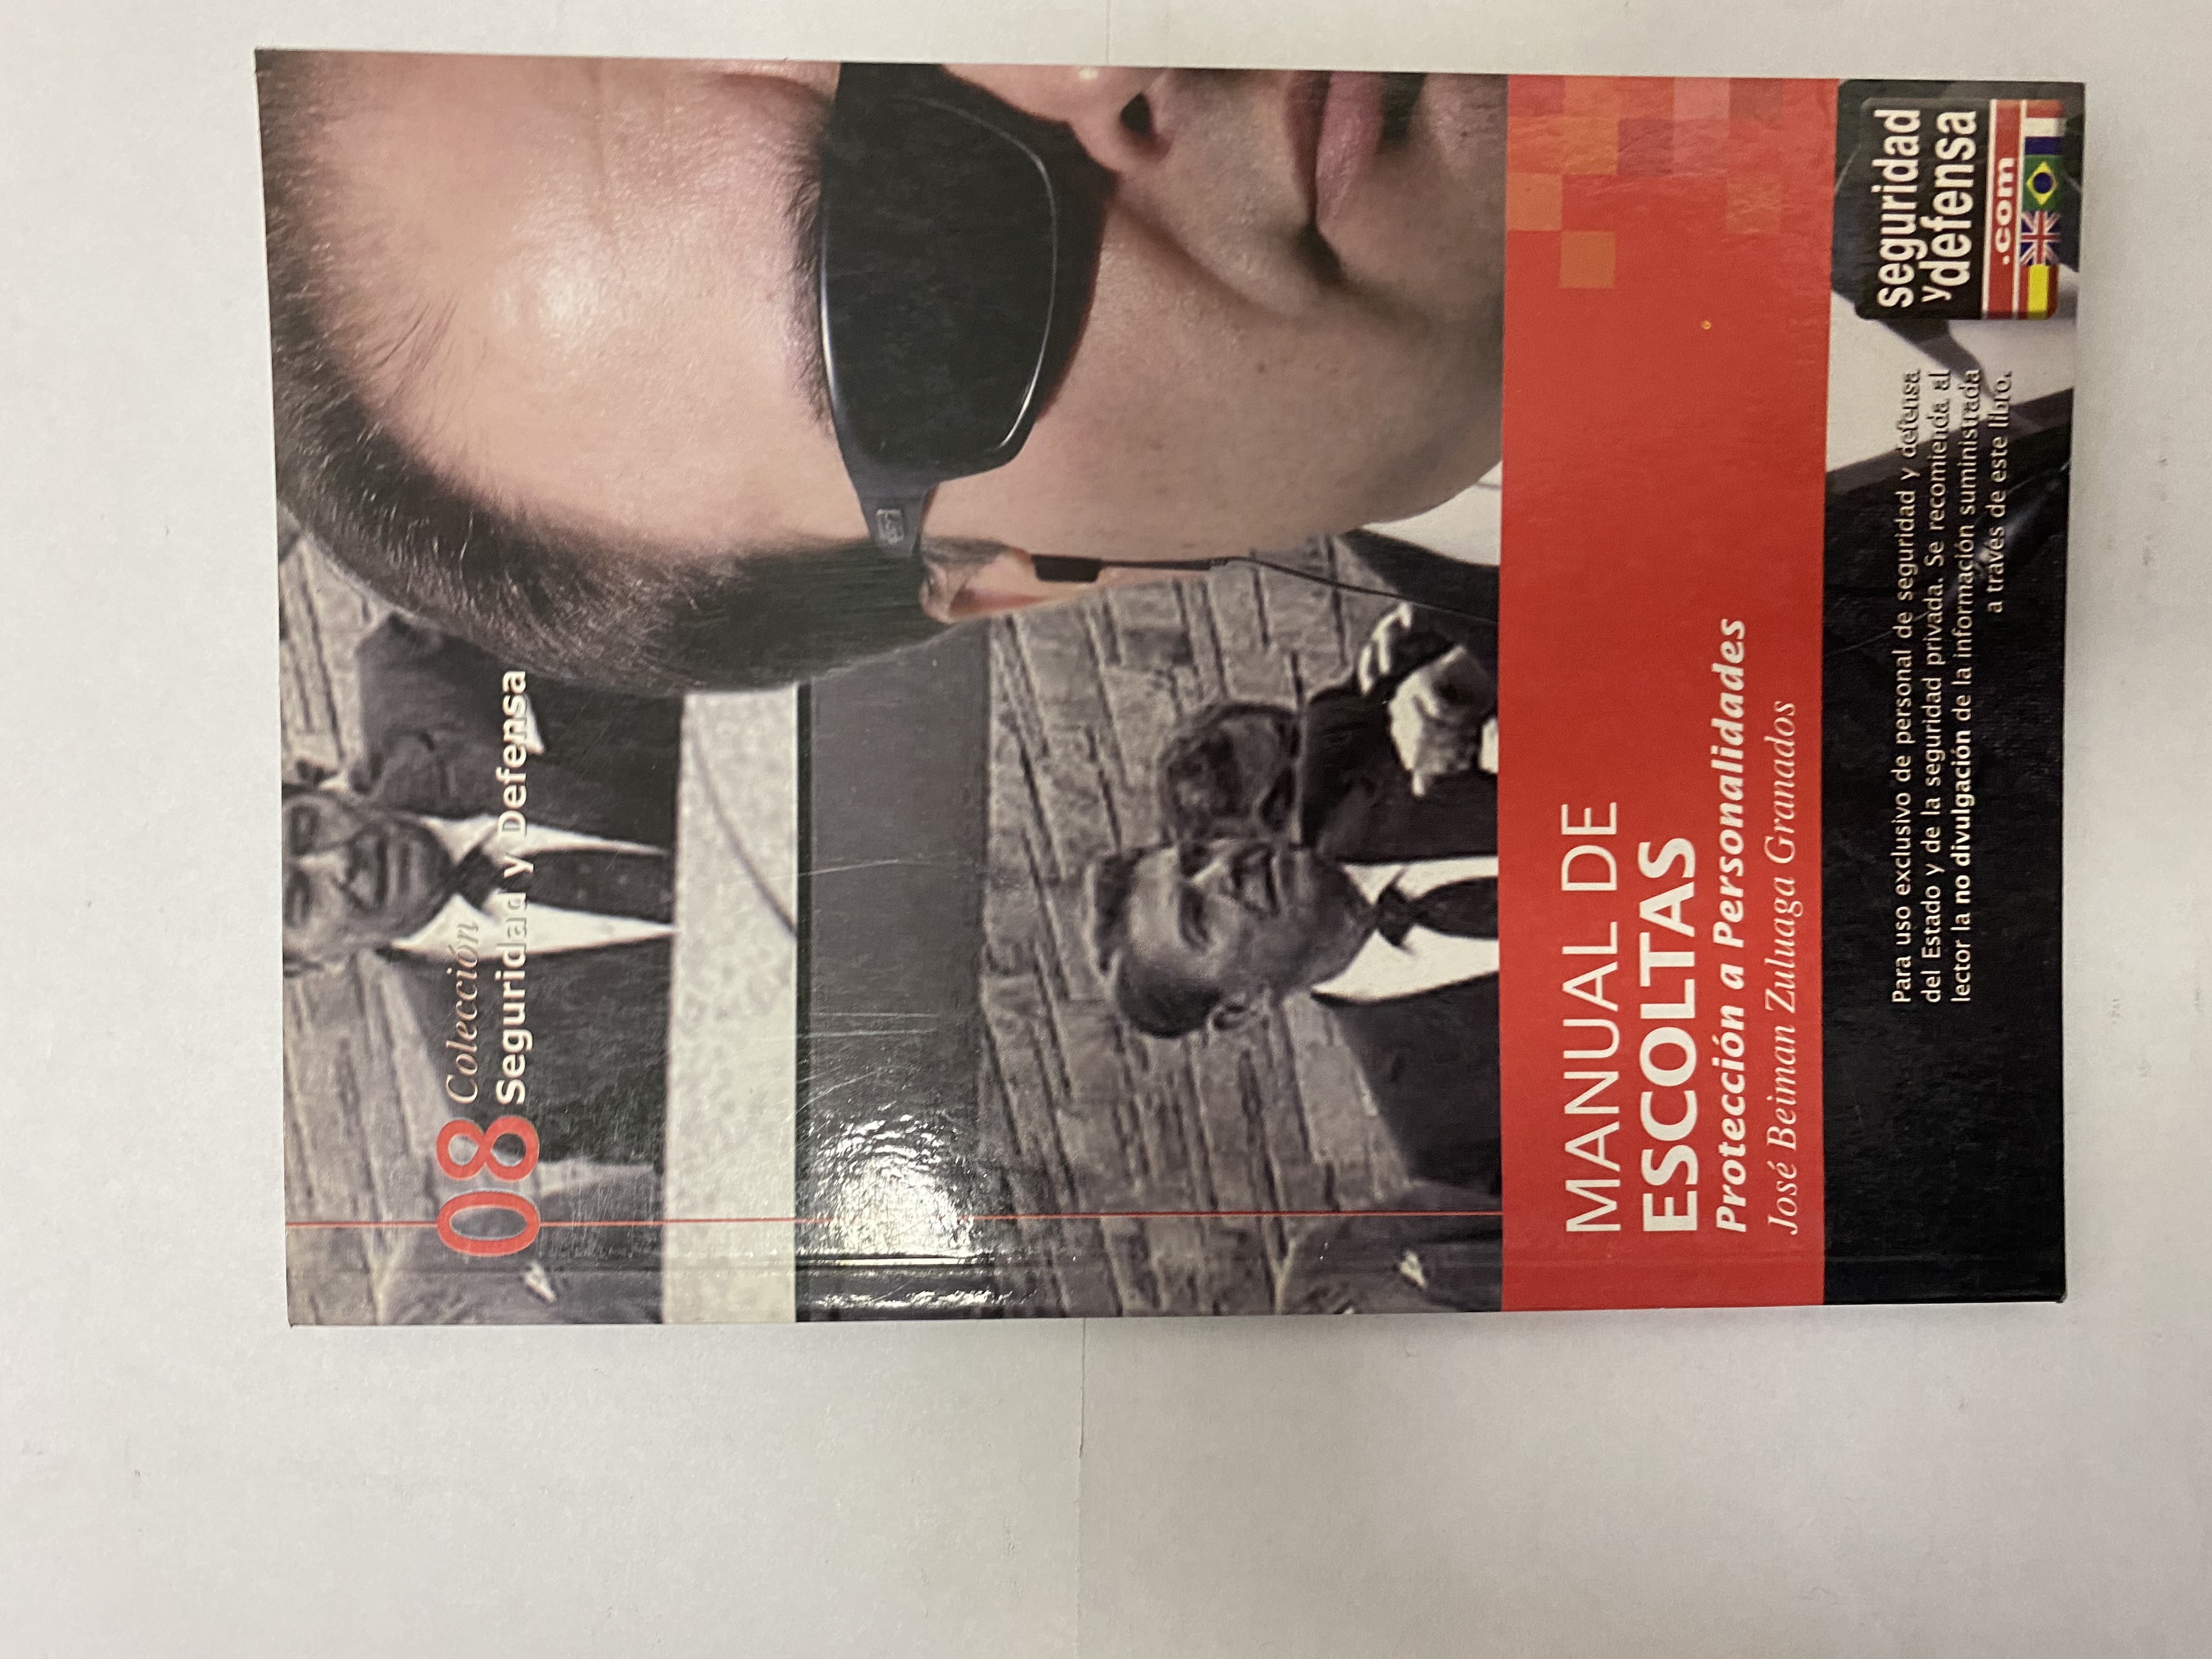 08
Colección
Seguridad y Defensa
MANUAL DE
ESCOLTAS
Protección a Personalidades
José Beiman Zuluaga Granados
Para uso exclusivo de personal de seguridad y defensa
del Estado y de la seguridad privada. Se recomienda al
lector la no divulgación de la información suministrada
a través de este libro.
seguridad
ydefensa
.com